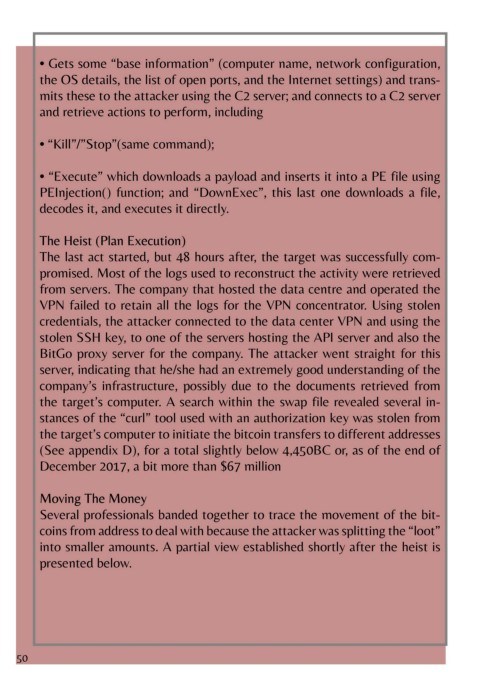 • Gets some “base information” (computer name, network configuration,
the OS details, the list of open ports, and the Internet settings) and trans-
mits these to the attacker using the C2 server; and connects to a C2 server
and retrieve actions to perform, including
• “Kill”/”Stop”(same command);
• “Execute” which downloads a payload and inserts it into a PE file using
PEInjection() function; and “DownExec”, this last one downloads a file,
decodes it, and executes it directly.
The Heist (Plan Execution)
The last act started, but 48 hours after, the target was successfully com-
promised. Most of the logs used to reconstruct the activity were retrieved
from servers. The company that hosted the data centre and operated the
VPN failed to retain all the logs for the VPN concentrator. Using stolen
credentials, the attacker connected to the data center VPN and using the
stolen SSH key, to one of the servers hosting the API server and also the
BitGo proxy server for the company. The attacker went straight for this
server, indicating that he/she had an extremely good understanding of the
company’s infrastructure, possibly due to the documents retrieved from
the target’s computer. A search within the swap file revealed several in-
stances of the “curl” tool used with an authorization key was stolen from
the target’s computer to initiate the bitcoin transfers to different addresses
(See appendix D), for a total slightly below 4,450BC or, as of the end of
December 2017, a bit more than $67 million
Moving The Money
Several professionals banded together to trace the movement of the bit-
coins from address to deal with because the attacker was splitting the “loot”
into smaller amounts. A partial view established shortly after the heist is
presented below.
50